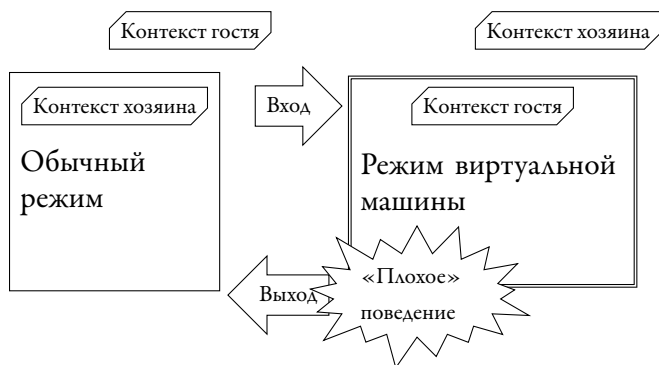 Контекст гостя
Контекст хозяина
Контекст хозяина
Вход
Контекст гостя
Обычный
режим
Режим виртуальной
машины
Выход
«Плохое»
поведение